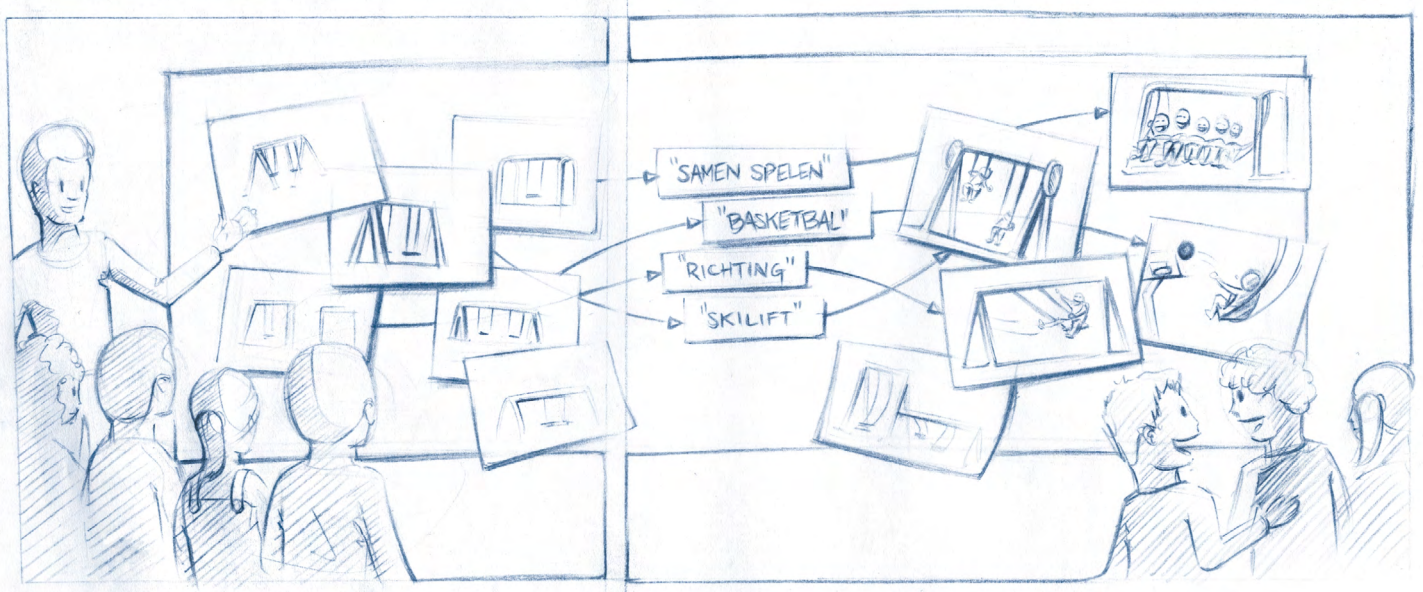 "SAMEN SPELEN"
"BASKETBAL"
"RICHTING"
"SKILIFT"